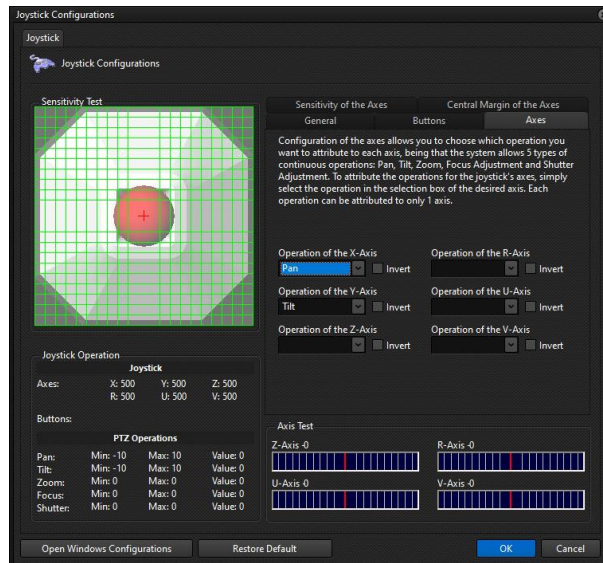 Joystick Configurations
Joystick
Joystick Configurations
Sensitivity Test
Sensitivity of the Axes Central Margin of the Axes
General Buttons Axes
Configuration of the axes allows you to choose which operation you
want to attribute to each axis, being that the system allows 5 types of
continuous operations: Pan, Tilt, Zoom, Focus Adjustment and Shutter
Adjustment. To attribute the operations for the joystick's axes, simply
select the operation in the selection box of the desired axis. Each
operation can be attributed to only 1 axis.
Operation of the X-Axis Operation of the R-Axis
Pan Invert Invert
Operation of the Y-Axis Operation of the U-Axis
Tilt Invert Invert
Operation of the Z-Axis Operation of the V-Axis
Invert Invert
Joystick Operation
Joystick
Axes: X: 500 Y: 500 Z: 500
R: 500 U: 500 V: 500
Buttons:
PTZ Operations
Pan: Min: -10 Max: 10 Value: 0
Tilt: Min: -10 Max: 10 Value: 0
Zoom: Min: 0 Max: 0 Value: 0
Focus: Min: 0 Max: 0 Value: 0
Shutter: Min: 0 Max: 0 Value: 0
Axis Test
Z-Axis -0 R-Axis -0
U-Axis -0 V-Axis -0
Open Windows Configurations Restore Default OK Cancel